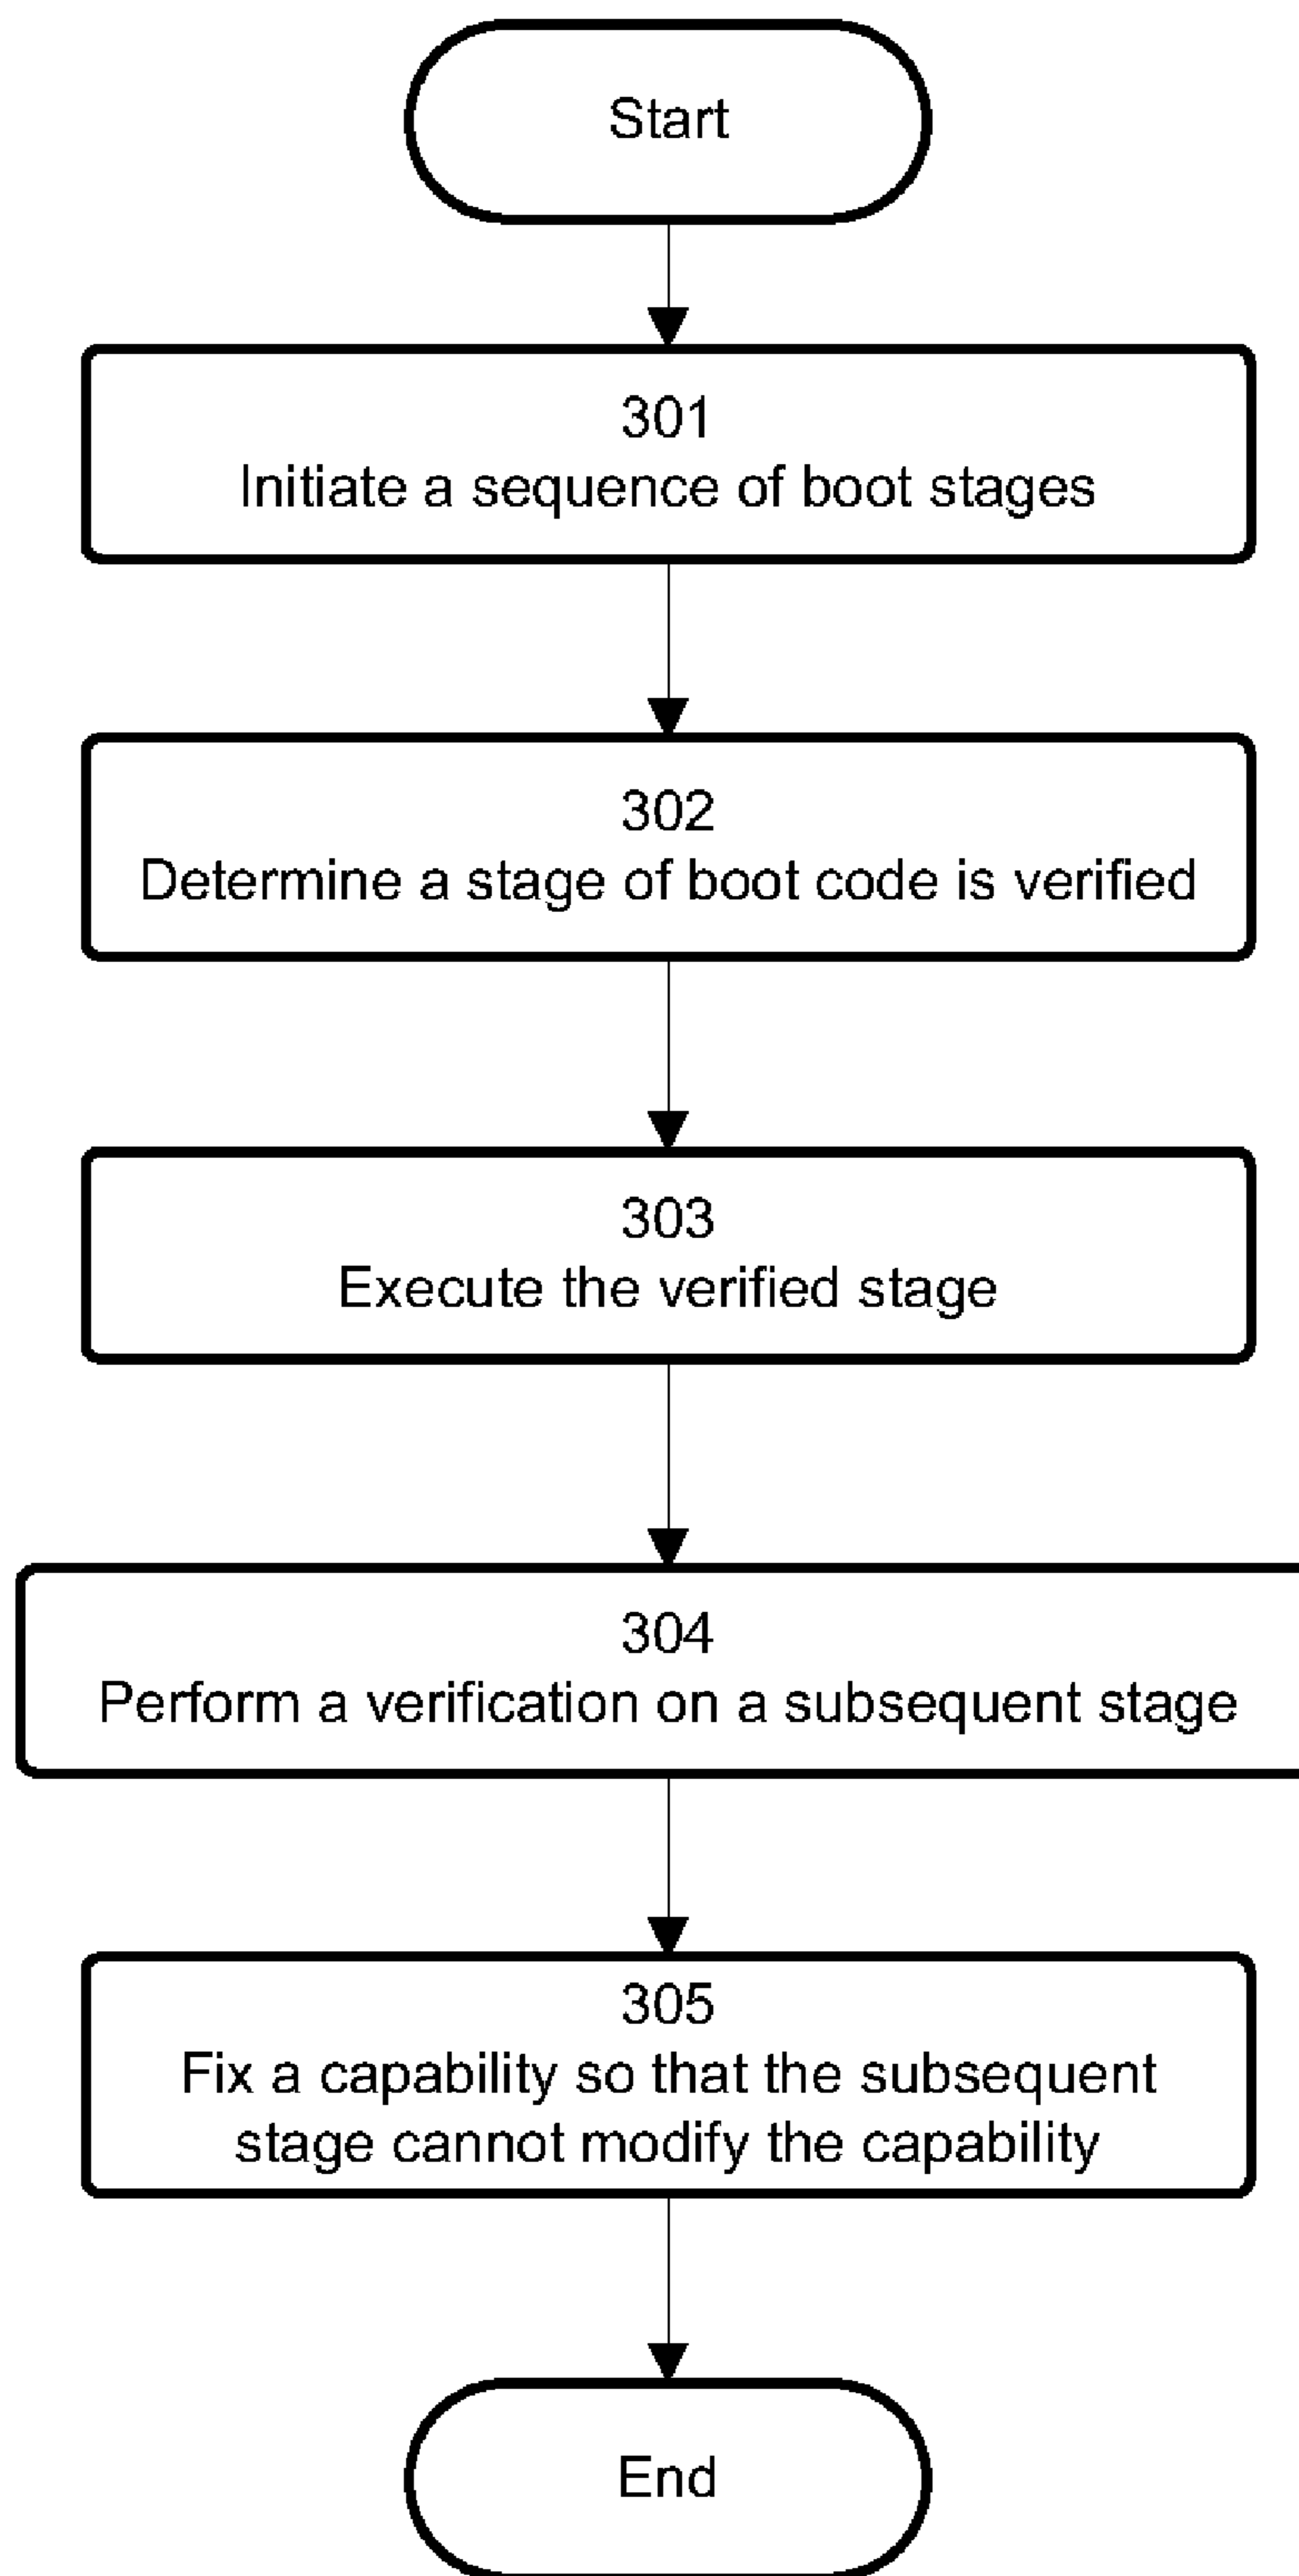 Start
301
Initiate a sequence of boot stages
302
Determine a stage of boot code is verified
303
Execute the verified stage
304
Perform a verification on a subsequent stage
305
Fix a capability so that the subsequent
stage cannot modify the capability
End